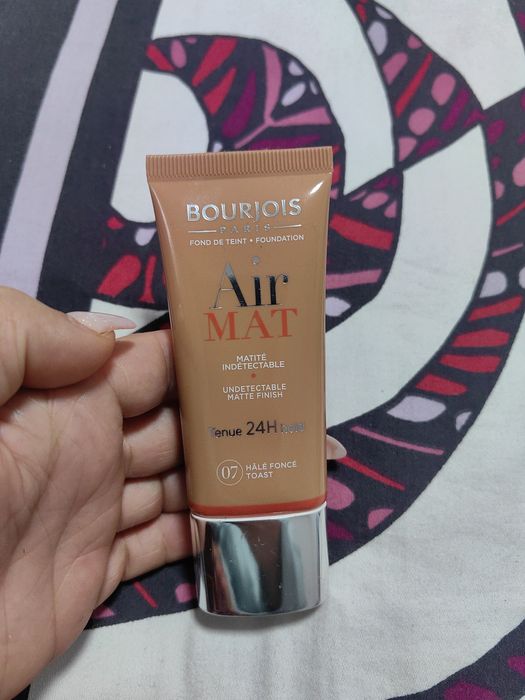 BOURJOIS
PARIS
FOND DE TEINT • FOUNDATION
Air
MAT
MATITÉ
INDÉTECTABLE
•
UNDETECTABLE
MATTE FINISH
Tenue 24H hold
07 HÂLÉ FONCÉ
TOAST